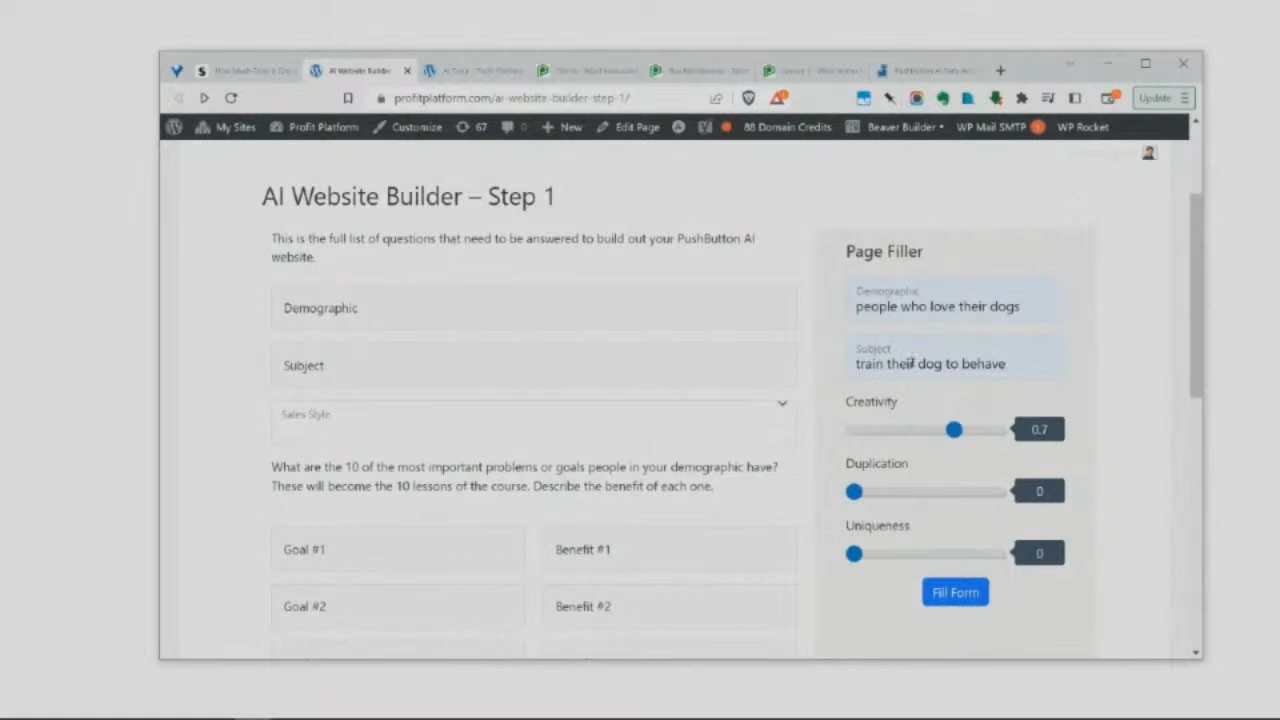 AI Website Builder
profitplatform.com/ai-website-builder-step-1/
Update
My Sites Profit Platform Customize 67 0 New Edit Page 88 Domain Credits Beaver Builder WP Mail SMTP 1 WP Rocket
AI Website Builder – Step 1
This is the full list of questions that need to be answered to build out your PushButton AI
website.
Demographic
Subject
Sales Style
What are the 10 of the most important problems or goals people in your demographic have?
These will become the 10 lessons of the course. Describe the benefit of each one.
Goal #1 Benefit #1
Goal #2 Benefit #2
Page Filler
Demographic
people who love their dogs
Subject
train their dog to behave
Creativity
0.7
Duplication
0
Uniqueness
0
Fill Form